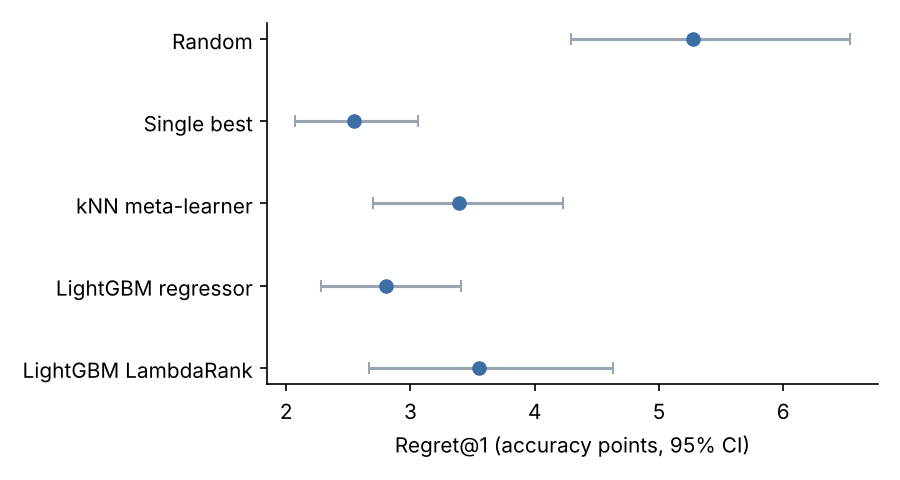 Random
Single best
kNN meta-learner
LightGBM regressor
LightGBM LambdaRank
2 3 4 5 6
Regret@1 (accuracy points, 95% CI)